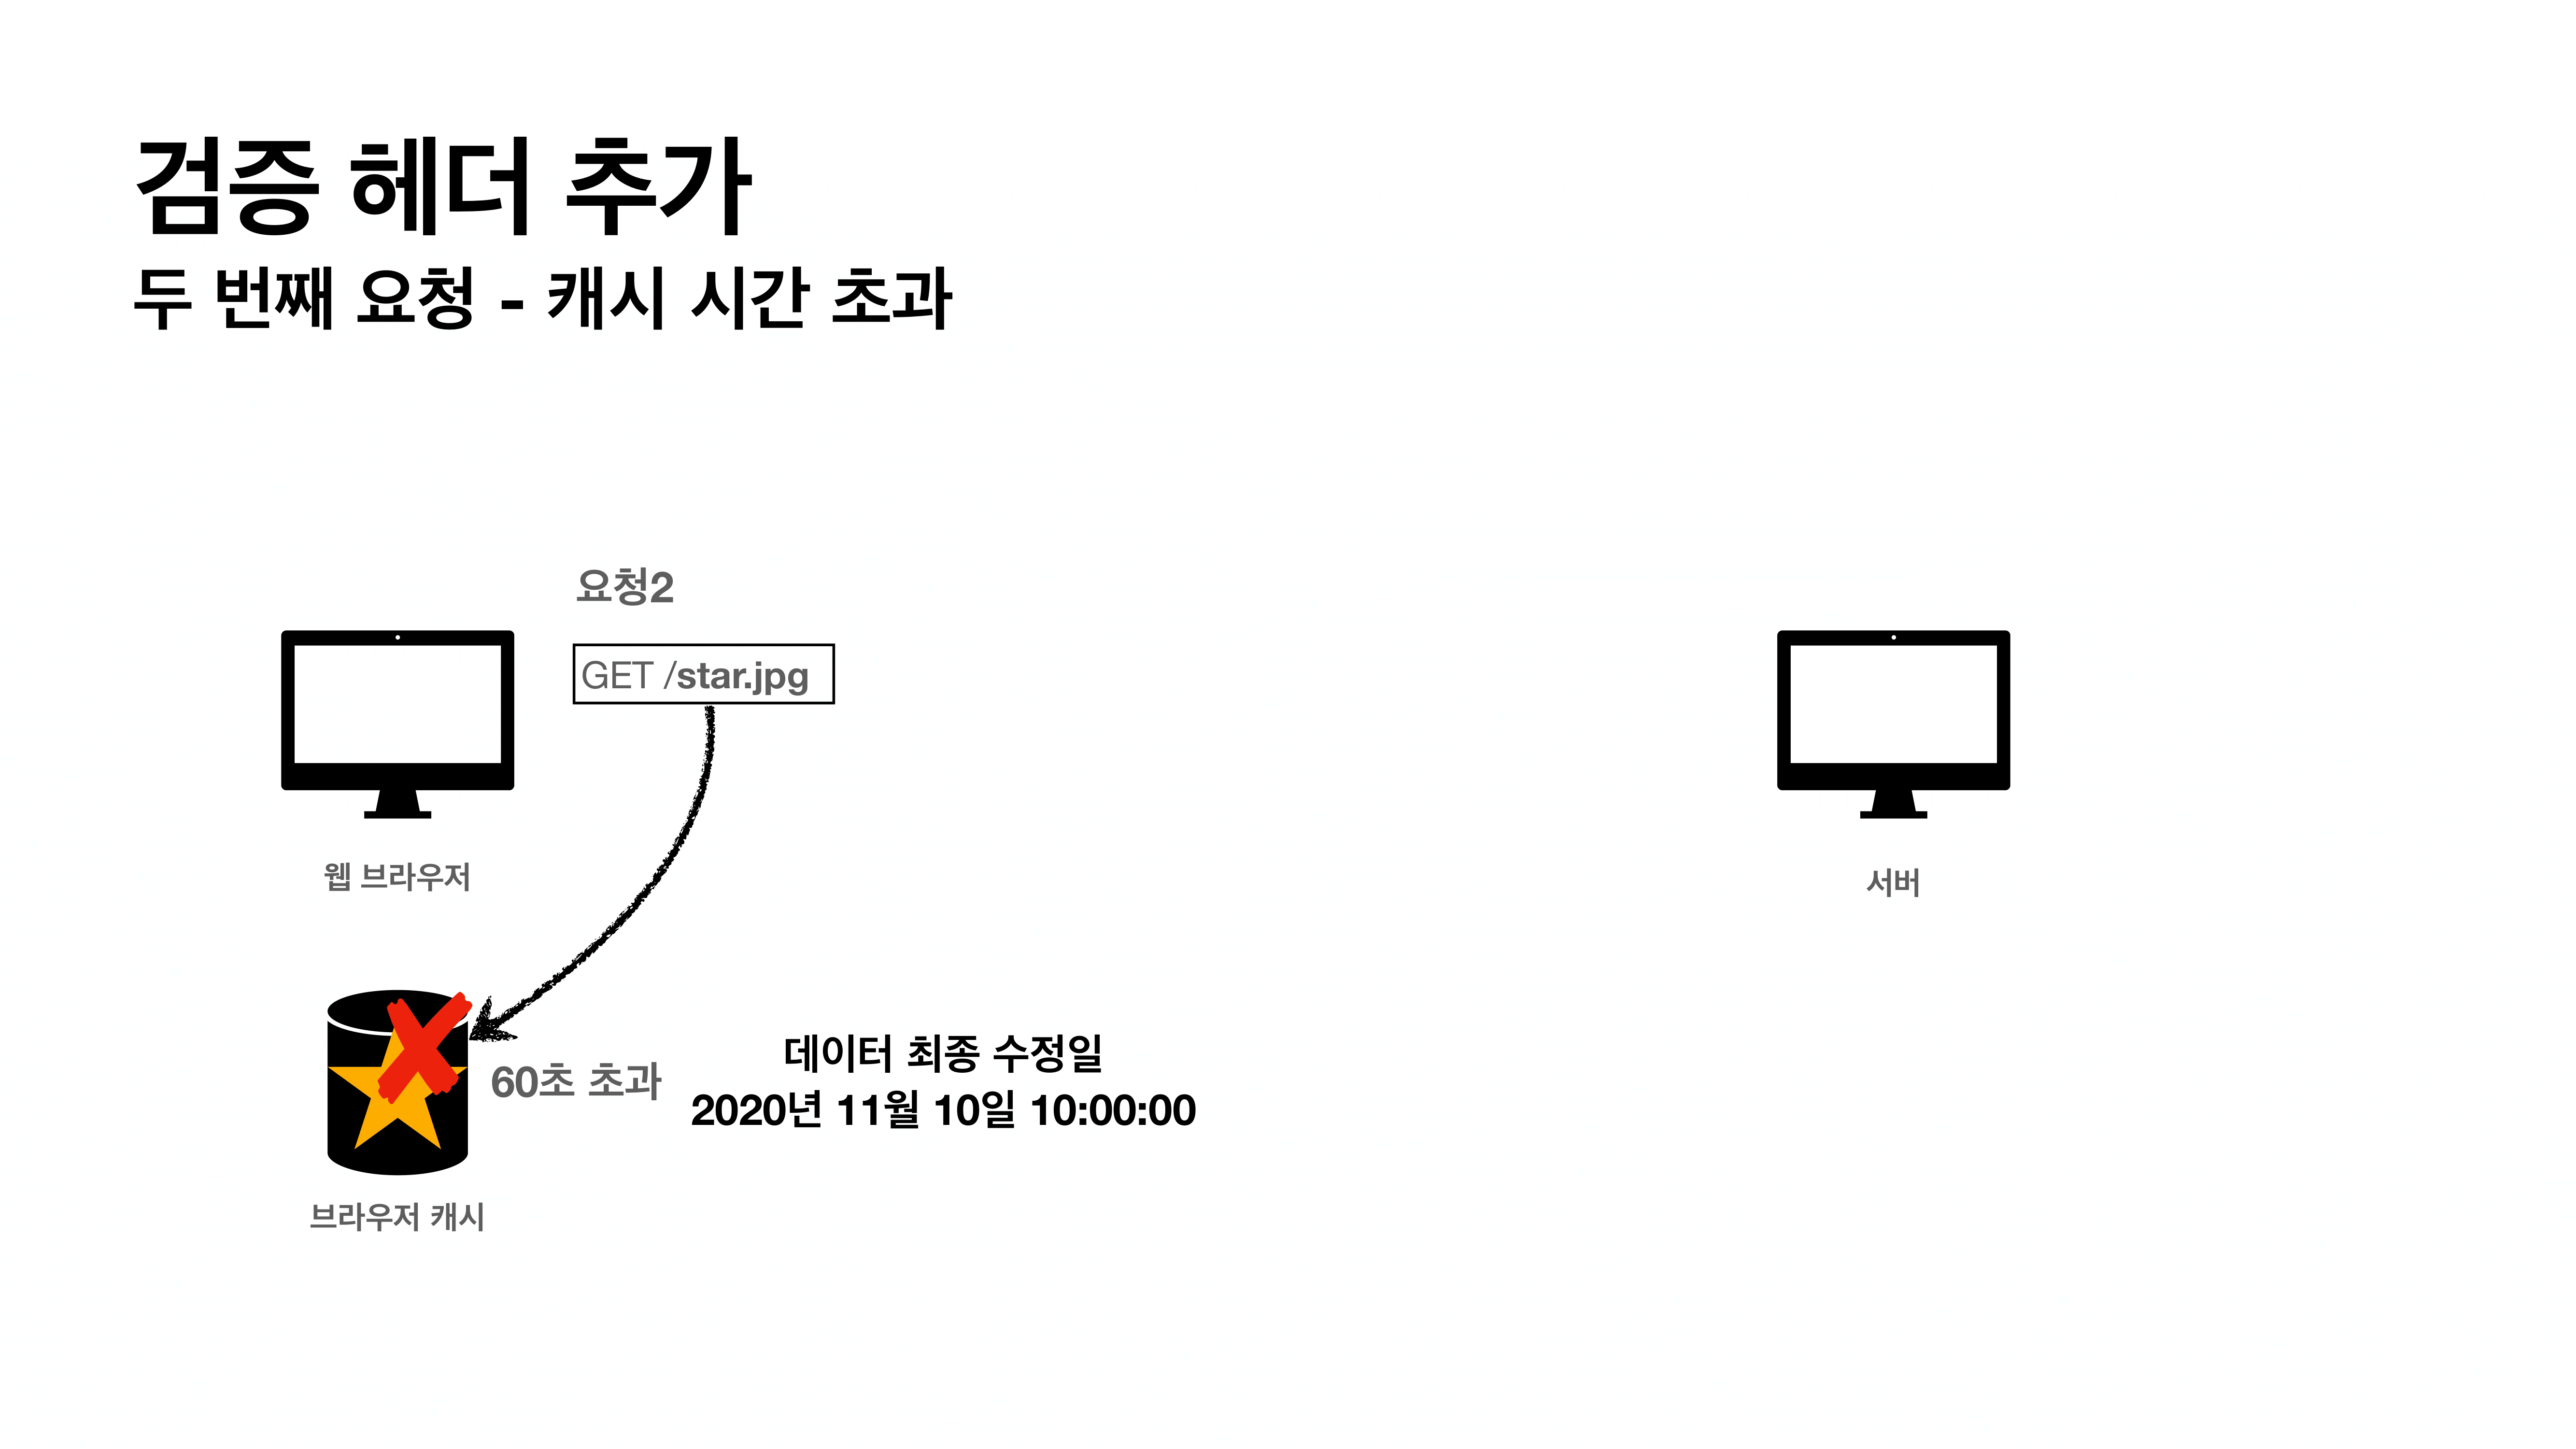 검증 헤더 추가
두 번째 요청 - 캐시 시간 초과
요청2
GET /star.jpg
웹 브라우저
서버
60초 초과
데이터 최종 수정일
2020년 11월 10일 10:00:00
브라우저 캐시